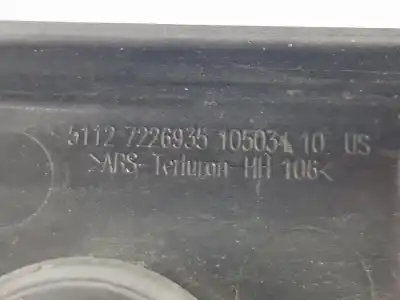 5112 7226935 105031 10 US
>ABS-Terluran-HH 106<